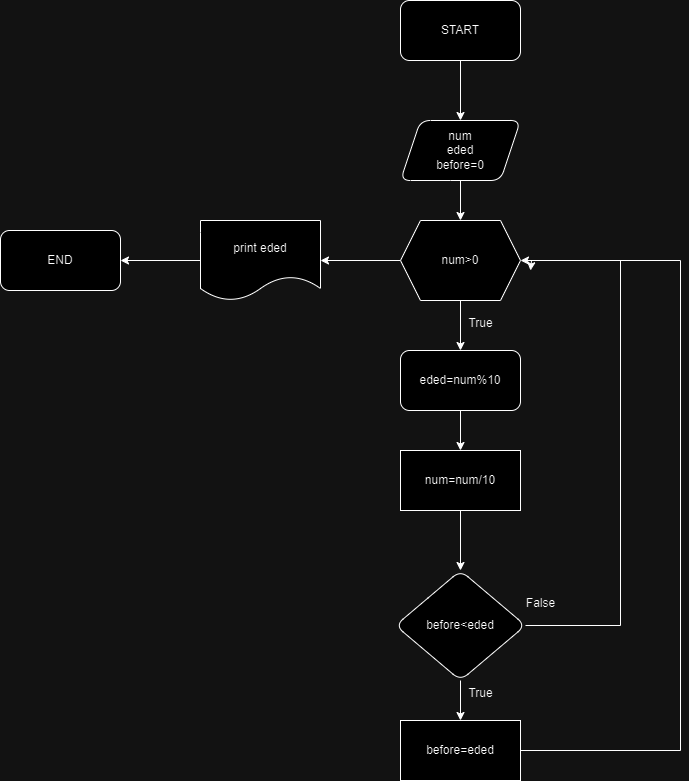 START
num
eded
before=0
num>0
print eded
END
True
eded=num%10
num=num/10
before<eded
False
True
before=eded